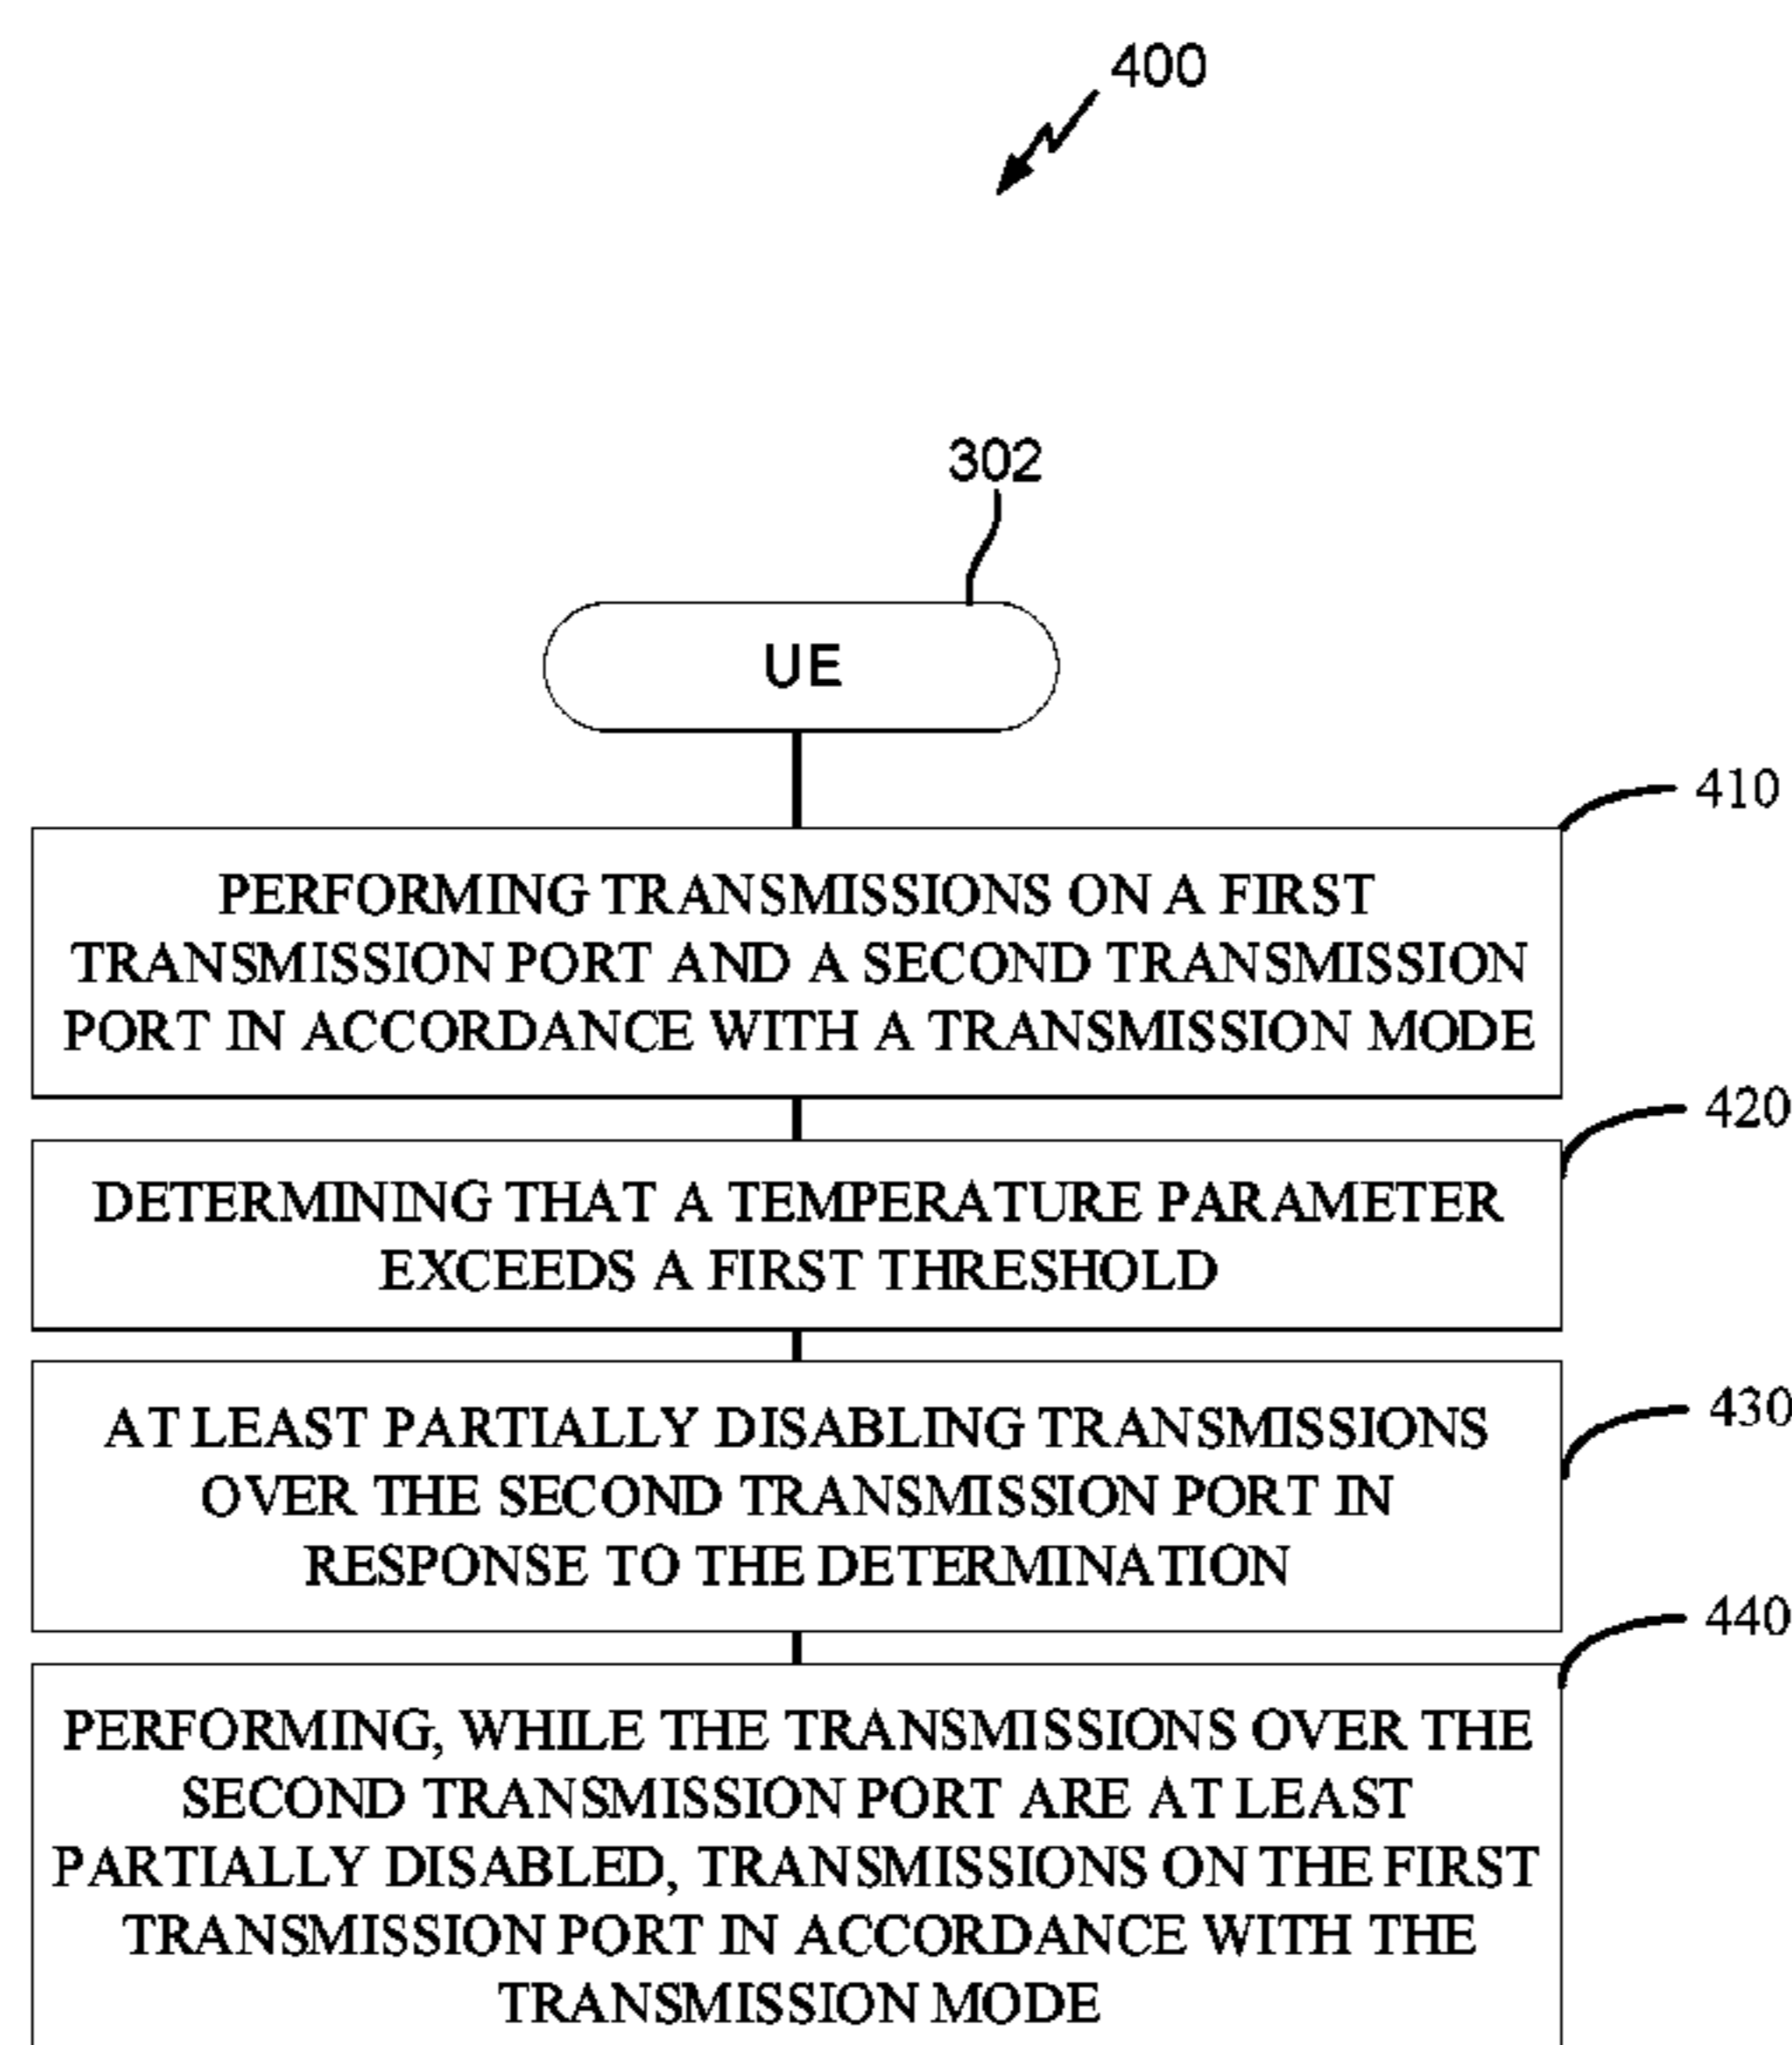 400
302
UE
410
PERFORMING TRANSMISSIONS ON A FIRST
TRANSMISSION PORT AND A SECOND TRANSMISSION
PORT IN ACCORDANCE WITH A TRANSMISSION MODE
420
DETERMINING THAT A TEMPERATURE PARAMETER
EXCEEDS A FIRST THRESHOLD
430
AT LEAST PARTIALLY DISABLING TRANSMISSIONS
OVER THE SECOND TRANSMISSION PORT IN
RESPONSE TO THE DETERMINATION
440
PERFORMING, WHILE THE TRANSMISSIONS OVER THE
SECOND TRANSMISSION PORT ARE AT LEAST
PARTIALLY DISABLED, TRANSMISSIONS ON THE FIRST
TRANSMISSION PORT IN ACCORDANCE WITH THE
TRANSMISSION MODE